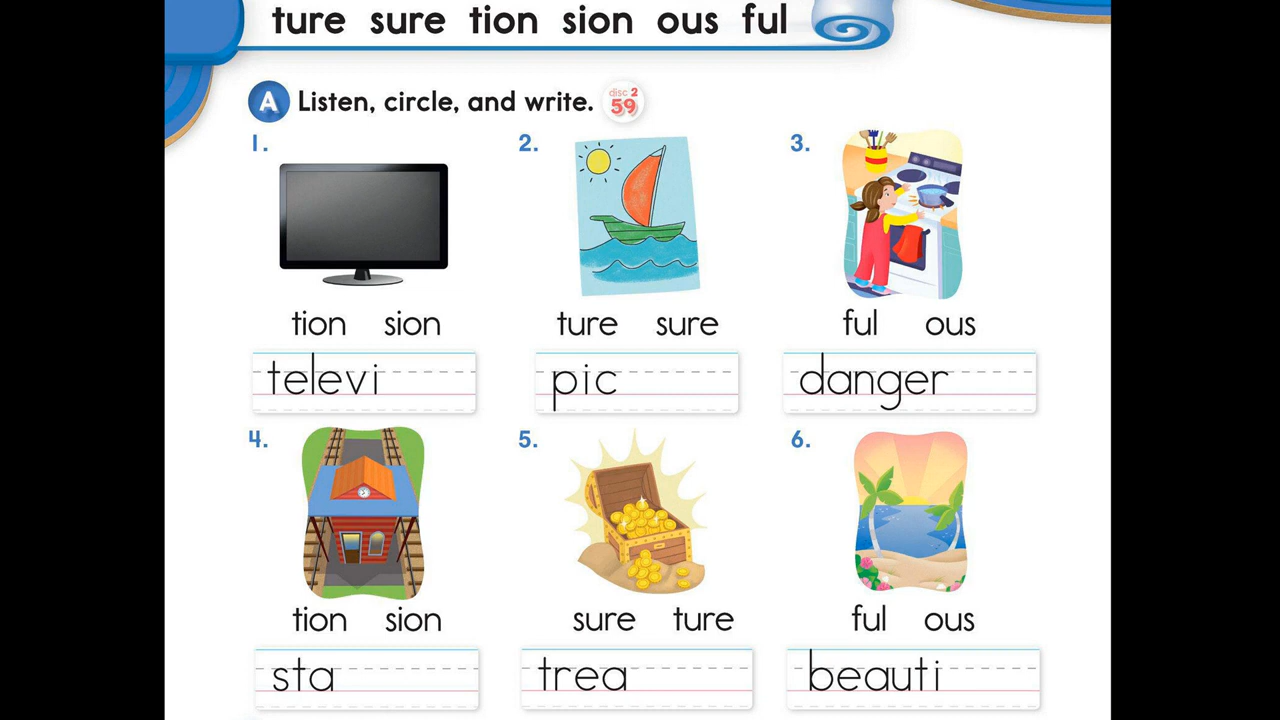 ture sure tion sion ous ful
A Listen, circle, and write. disc 2 59
1. 2. 3.
tion sion ture sure ful ous
televi pic danger
4. 5. 6.
tion sion sure ture ful ous
sta trea beauti